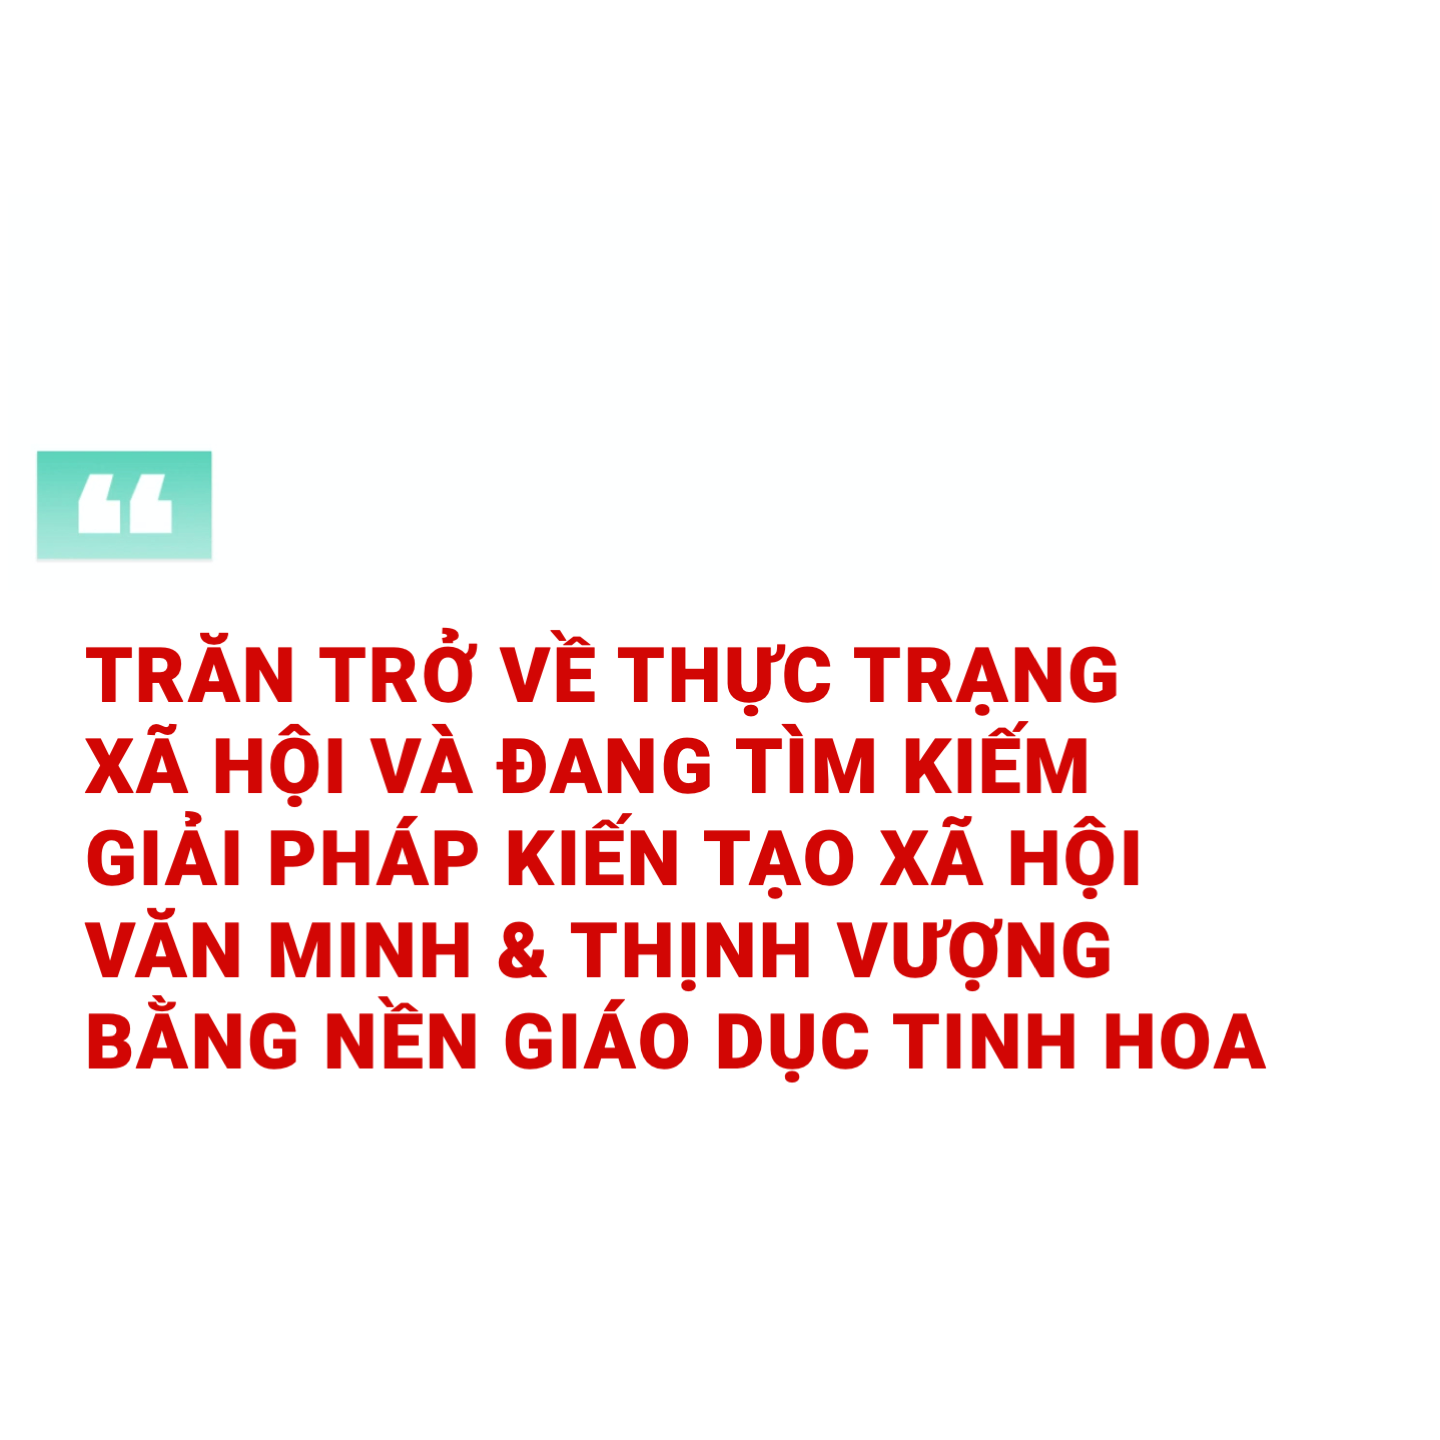 “
TRĂN TRỞ VỀ THỰC TRẠNG
XÃ HỘI VÀ ĐANG TÌM KIẾM
GIẢI PHÁP KIẾN TẠO XÃ HỘI
VĂN MINH & THỊNH VƯỢNG
BẰNG NỀN GIÁO DỤC TINH HOA